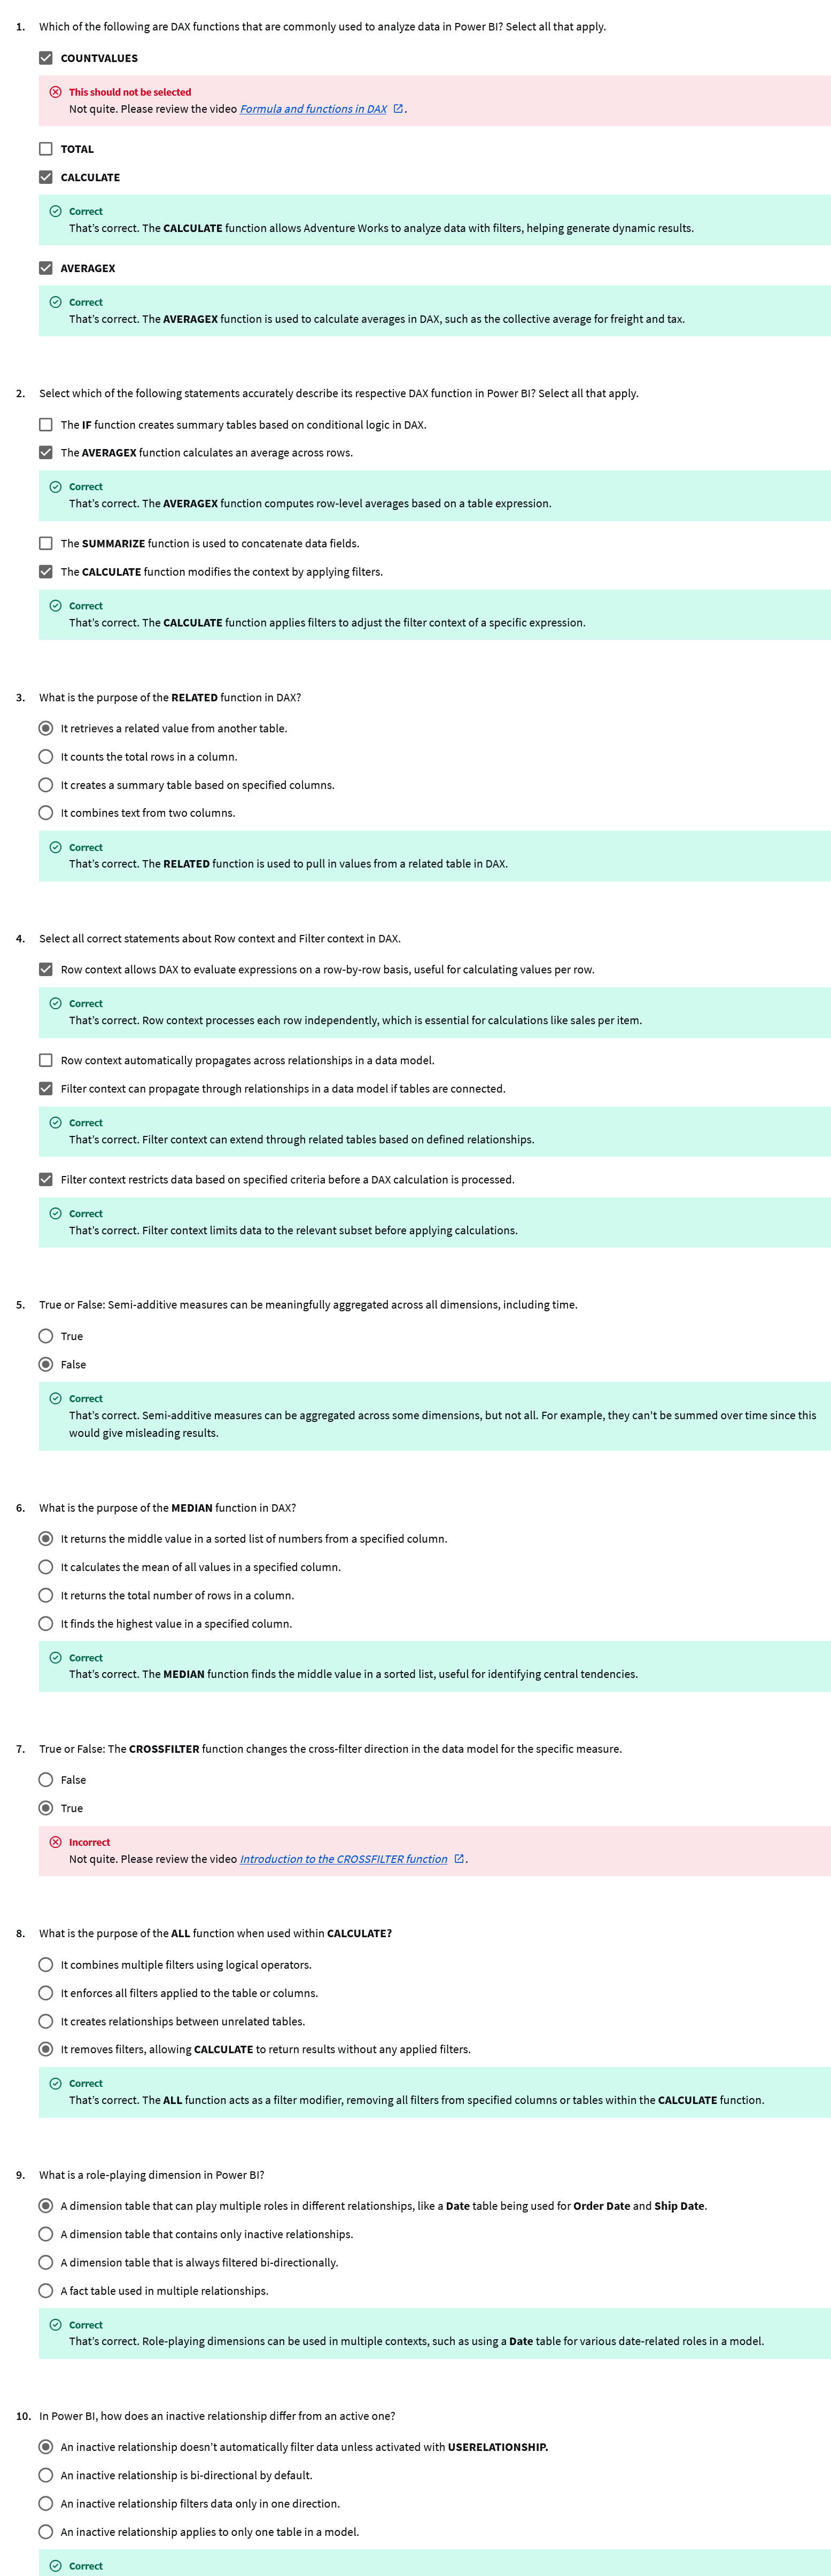 1. Which of the following are DAX functions that are commonly used to analyze data in Power BI? Select all that apply.
COUNTVALUES
This should not be selected
Not quite. Please review the video Formula and functions in DAX.
TOTAL
CALCULATE
Correct
That's correct. The CALCULATE function allows Adventure Works to analyze data with filters, helping generate dynamic results.
AVERAGEX
Correct
That's correct. The AVERAGEX function is used to calculate averages in DAX, such as the collective average for freight and tax.
2. Select which of the following statements accurately describe its respective DAX function in Power BI? Select all that apply.
The IF function creates summary tables based on conditional logic in DAX.
The AVERAGEX function calculates an average across rows.
Correct
That's correct. The AVERAGEX function computes row-level averages based on a table expression.
The SUMMARIZE function is used to concatenate data fields.
The CALCULATE function modifies the context by applying filters.
Correct
That's correct. The CALCULATE function applies filters to adjust the filter context of a specific expression.
3. What is the purpose of the RELATED function in DAX?
It retrieves a related value from another table.
It counts the total rows in a column.
It creates a summary table based on specified columns.
It combines text from two columns.
Correct
That's correct. The RELATED function is used to pull in values from a related table in DAX.
4. Select all correct statements about Row context and Filter context in DAX.
Row context allows DAX to evaluate expressions on a row-by-row basis, useful for calculating values per row.
Correct
That's correct. Row context processes each row independently, which is essential for calculations like sales per item.
Row context automatically propagates across relationships in a data model.
Filter context can propagate through relationships in a data model if tables are connected.
Correct
That's correct. Filter context can extend through related tables based on defined relationships.
Filter context restricts data based on specified criteria before a DAX calculation is processed.
Correct
That's correct. Filter context limits data to the relevant subset before applying calculations.
5. True or False: Semi-additive measures can be meaningfully aggregated across all dimensions, including time.
True
False
Correct
That's correct. Semi-additive measures can be aggregated across some dimensions, but not all. For example, they can't be summed over time since this
would give misleading results.
6. What is the purpose of the MEDIAN function in DAX?
It returns the middle value in a sorted list of numbers from a specified column.
It calculates the mean of all values in a specified column.
It returns the total number of rows in a column.
It finds the highest value in a specified column.
Correct
That's correct. The MEDIAN function finds the middle value in a sorted list, useful for identifying central tendencies.
7. True or False: The CROSSFILTER function changes the cross-filter direction in the data model for the specific measure.
False
True
Incorrect
Not quite. Please review the video Introduction to the CROSSFILTER function.
8. What is the purpose of the ALL function when used within CALCULATE?
It combines multiple filters using logical operators.
It enforces all filters applied to the table or columns.
It creates relationships between unrelated tables.
It removes filters, allowing CALCULATE to return results without any applied filters.
Correct
That's correct. The ALL function acts as a filter modifier, removing all filters from specified columns or tables within the CALCULATE function.
9. What is a role-playing dimension in Power BI?
A dimension table that can play multiple roles in different relationships, like a Date table being used for Order Date and Ship Date.
A dimension table that contains only inactive relationships.
A dimension table that is always filtered bi-directionally.
A fact table used in multiple relationships.
Correct
That's correct. Role-playing dimensions can be used in multiple contexts, such as using a Date table for various date-related roles in a model.
10. In Power BI, how does an inactive relationship differ from an active one?
An inactive relationship doesn't automatically filter data unless activated with USERELATIONSHIP.
An inactive relationship is bi-directional by default.
An inactive relationship filters data only in one direction.
An inactive relationship applies to only one table in a model.
Correct